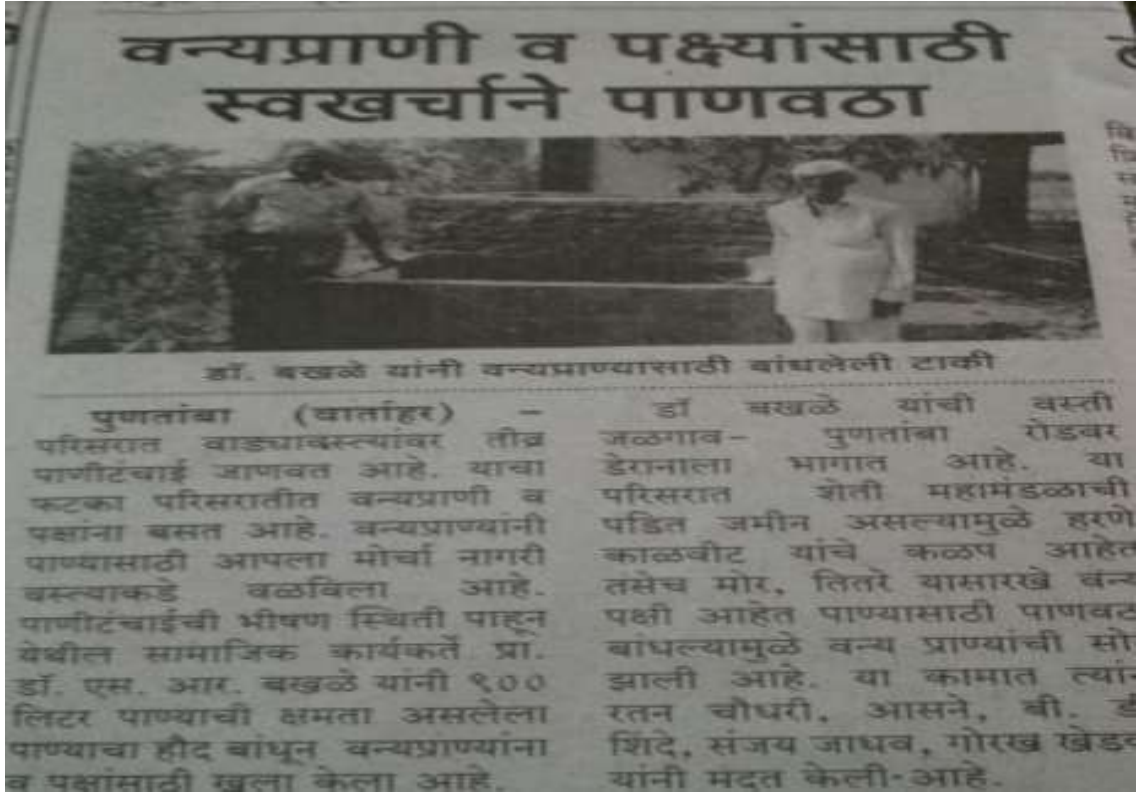 वन्यप्राणी व पक्ष्यांसाठी
स्वखर्चाने पाणवठा
डॉ. बखळे यांनी वन्यप्राण्यासाठी बांधलेली टाकी
पुणतांबा (वार्ताहर) –
परिसरात वाड्यावस्त्यांवर तीव्र
पाणीटंचाई जाणवत आहे. याचा
फटका परिसरातीत वन्यप्राणी व
पक्षांना बसत आहे. वन्यप्राण्यांनी
पाण्यासाठी आपला मोर्चा नागरी
वस्त्याकडे वळविला आहे.
पाणीटंचाईची भीषण स्थिती पाहून
येथील सामाजिक कार्यकर्ते प्रा.
डॉ. एस. आर. बखळे यांनी ९००
लिटर पाण्याची क्षमता असलेला
पाण्याचा हौद बांधून वन्यप्राण्यांना
व पक्षांसाठी खुला केला आहे.
डॉ बखळे यांची वस्ती
जळगाव– पुणतांबा रोडवर
डेरानाला भागात आहे. या
परिसरात शेती महामंडळाची
पडित जमीन असल्यामुळे हरणे
काळवीट यांचे कळप आहेत
तसेच मोर, तितरे यासारखे वन्य
पक्षी आहेत पाण्यासाठी पाणवठ
बांधल्यामुळे वन्य प्राण्यांची सो
झाली आहे. या कामात त्यांन
रतन चौधरी, आसने, बी. डी
शिंदे, संजय जाधव, गोरख खेडव
यांनी मदत केली-आहे.